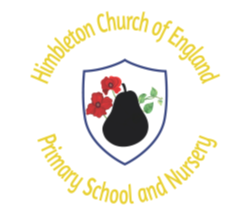 Himbleton Church of England
Primary School and Nursery